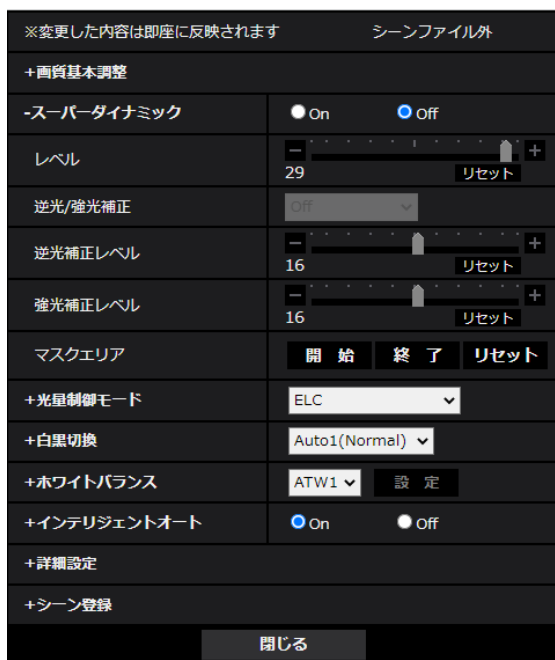 ※変更した内容は即座に反映されます シーンファイル外
+画質基本調整
-スーパーダイナミック On Off
レベル − +
29 リセット
逆光/強光補正 Off
逆光補正レベル − +
16 リセット
強光補正レベル − +
16 リセット
マスクエリア 開 始 終 了 リセット
+光量制御モード ELC
+白黒切換 Auto1(Normal)
+ホワイトバランス ATW1 設 定
+インテリジェントオート On Off
+詳細設定
+シーン登録
閉じる